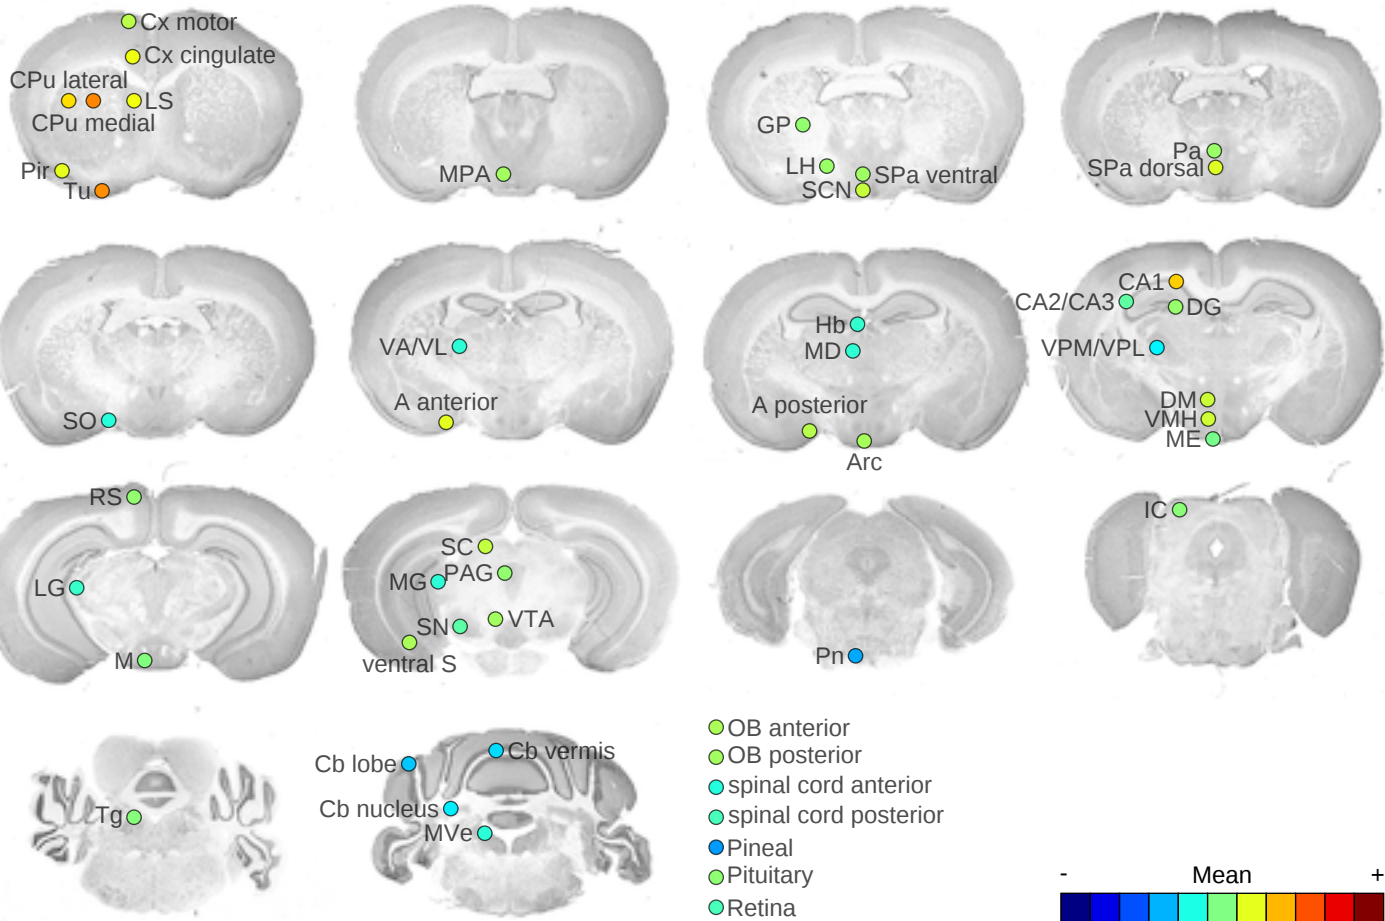 Cx motor
Cx cingulate
CPu lateral
LS
CPu medial
Pir
Tu
MPA
GP
LH
SPa ventral
SCN
Pa
SPa dorsal
SO
VA/VL
A anterior
Hb
MD
A posterior
Arc
CA1
CA2/CA3
DG
VPM/VPL
DM
VMH
ME
RS
LG
M
SC
MG
PAG
SN
VTA
ventral S
Pn
IC
Tg
Cb lobe
Cb vermis
Cb nucleus
MVe
OB anterior
OB posterior
spinal cord anterior
spinal cord posterior
Pineal
Pituitary
Retina
- Mean +